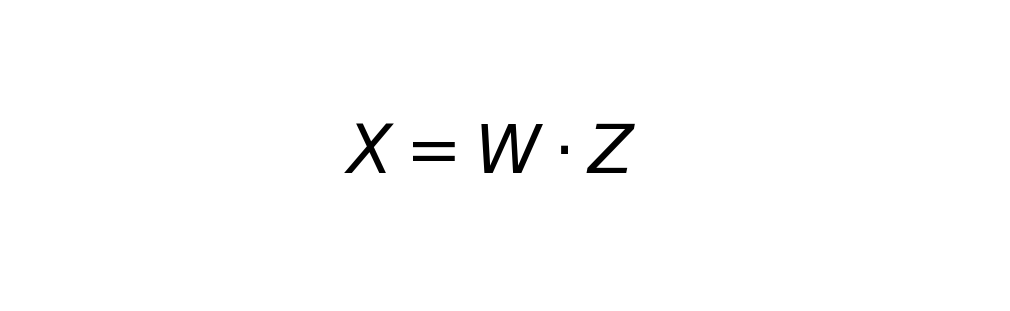 X = W · Z